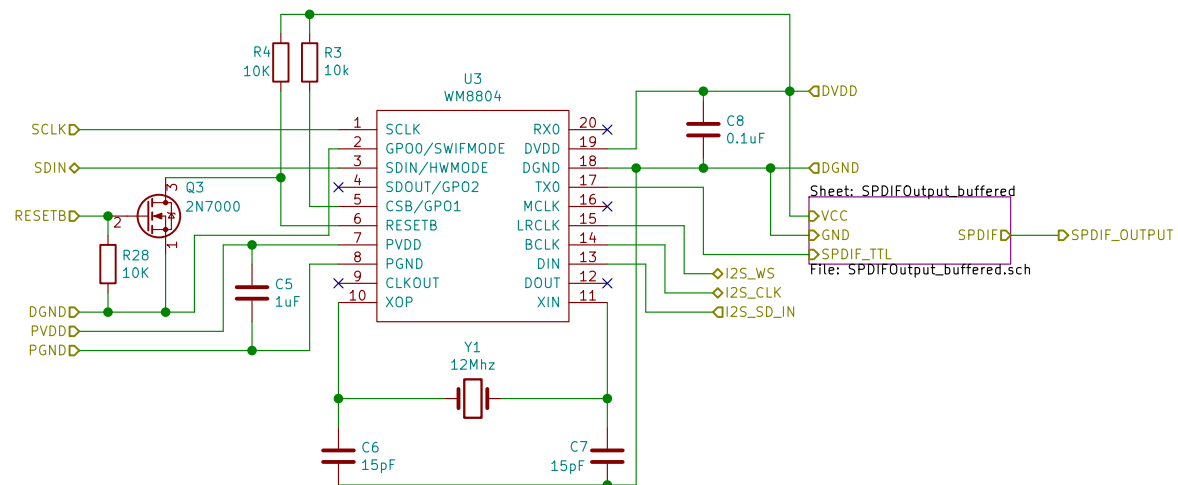 R4
10K
R3
10k
U3
WM8804
SCLK
SDIN
RESETB
DGND
PVDD
PGND
Q3
2N7000
3
2
1
R28
10K
C5
1uF
1 SCLK
2 GPO0/SWIFMODE
3 SDIN/HWMODE
4 SDOUT/GPO2
5 CSB/GPO1
6 RESETB
7 PVDD
8 PGND
9 CLKOUT
10 XOP
RX0 20
DVDD 19
DGND 18
TX0 17
MCLK 16
LRCLK 15
BCLK 14
DIN 13
DOUT 12
XIN 11
C8
0.1uF
DVDD
DGND
Sheet: SPDIFOutput_buffered
VCC
GND
SPDIF_TTL
SPDIF
SPDIF_OUTPUT
File: SPDIFOutput_buffered.sch
I2S_WS
I2S_CLK
I2S_SD_IN
Y1
12Mhz
C6
15pF
C7
15pF